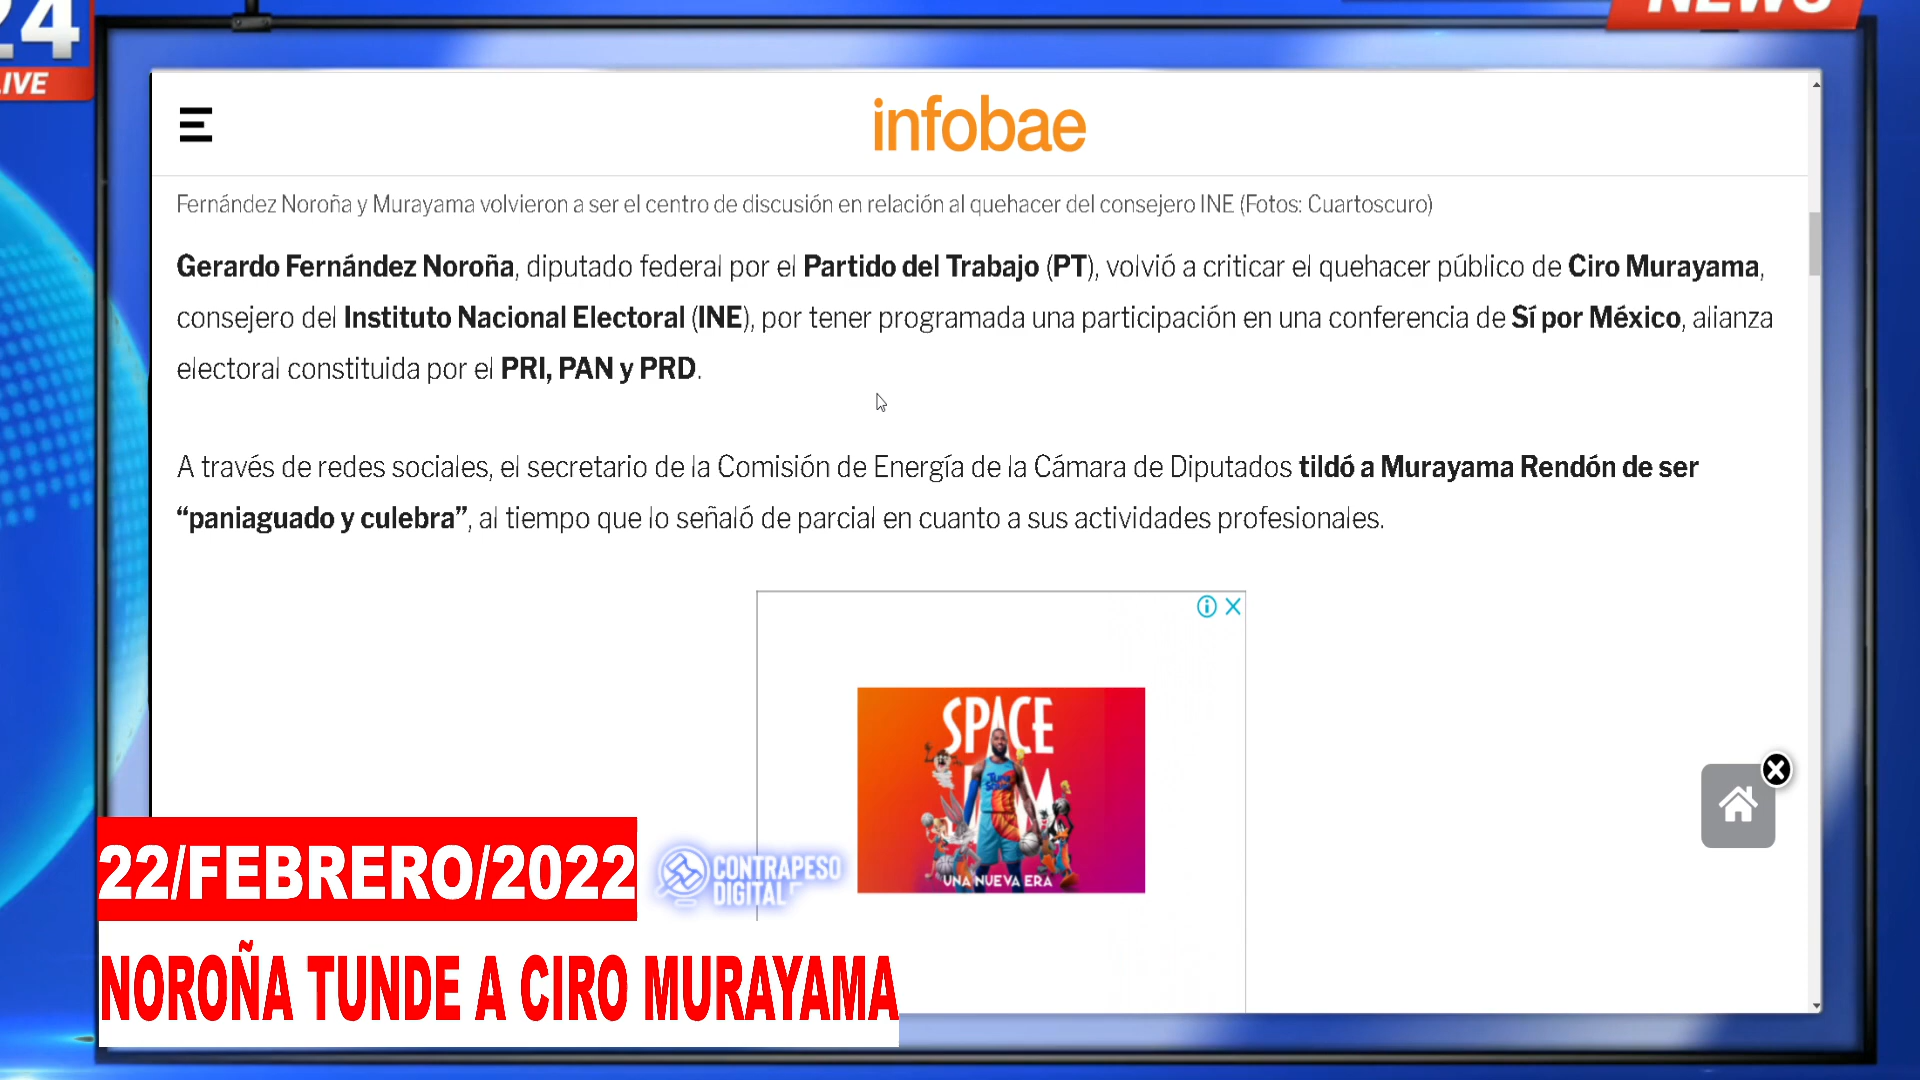 24
LIVE
NEWS
infobae
Fernández Noroña y Murayama volvieron a ser el centro de discusión en relación al quehacer del consejero INE (Fotos: Cuartoscuro)
Gerardo Fernández Noroña, diputado federal por el Partido del Trabajo (PT), volvió a criticar el quehacer público de Ciro Murayama,
consejero del Instituto Nacional Electoral (INE), por tener programada una participación en una conferencia de Sí por México, alianza
electoral constituida por el PRI, PAN y PRD.
A través de redes sociales, el secretario de la Comisión de Energía de la Cámara de Diputados tildó a Murayama Rendón de ser
“paniaguado y culebra”, al tiempo que lo señaló de parcial en cuanto a sus actividades profesionales.
SPACE
JAM
TUNE
SQUAD
UNA NUEVA ERA
22/FEBRERO/2022
CONTRAPESO
DIGITAL
NOROÑA TUNDE A CIRO MURAYAMA